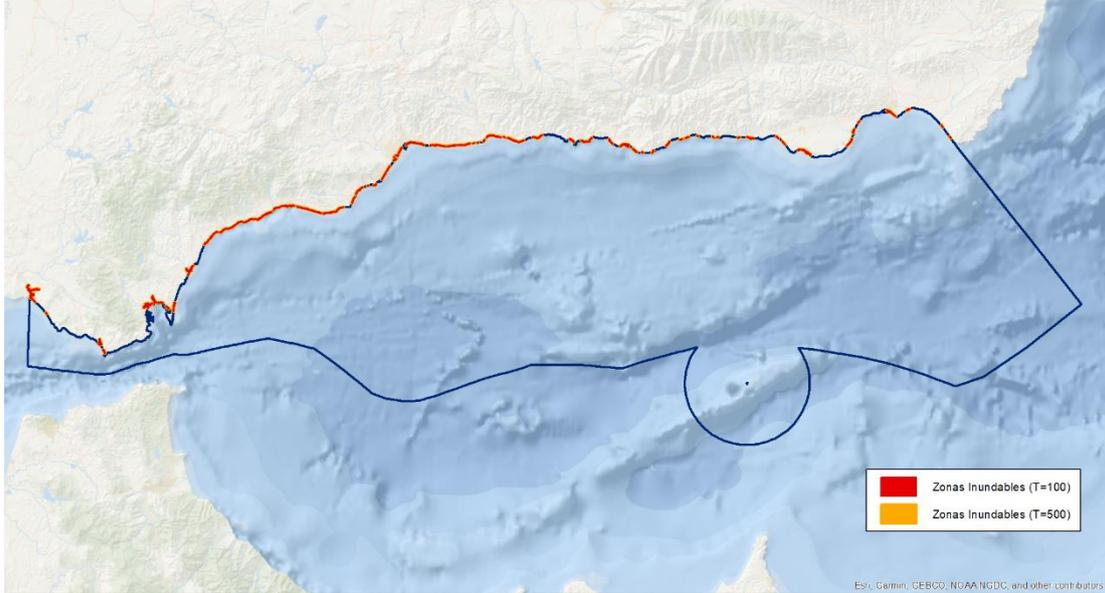 Zonas Inundables (T=100)
Zonas Inundables (T=500)
Esri, Garmin, GEBCO, NOAA NGDC, and other contributors